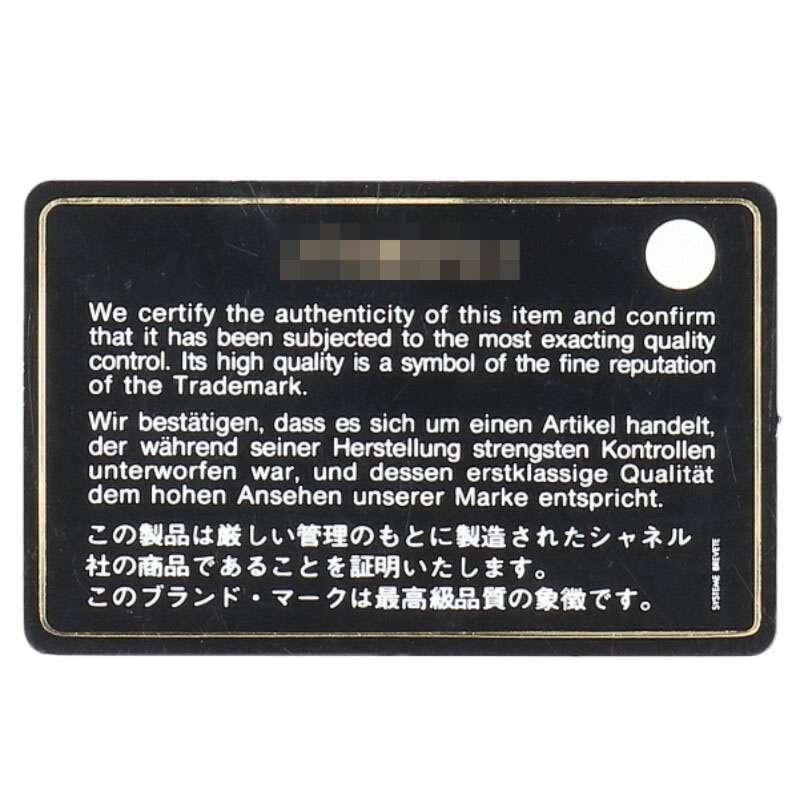 We certify the authenticity of this item and confirm
that it has been subjected to the most exacting quality
control. Its high quality is a symbol of the fine reputation
of the Trademark.
Wir bestätigen, dass es sich um einen Artikel handelt,
der während seiner Herstellung strengsten Kontrollen
unterworfen war, und dessen erstklassige Qualität
dem hohen Ansehen unserer Marke entspricht.
この製品は厳しい管理のもとに製造されたシャネル
社の商品であることを証明いたします。
このブランド・マークは最高級品質の象徴です。
SYSTEME BREVETE